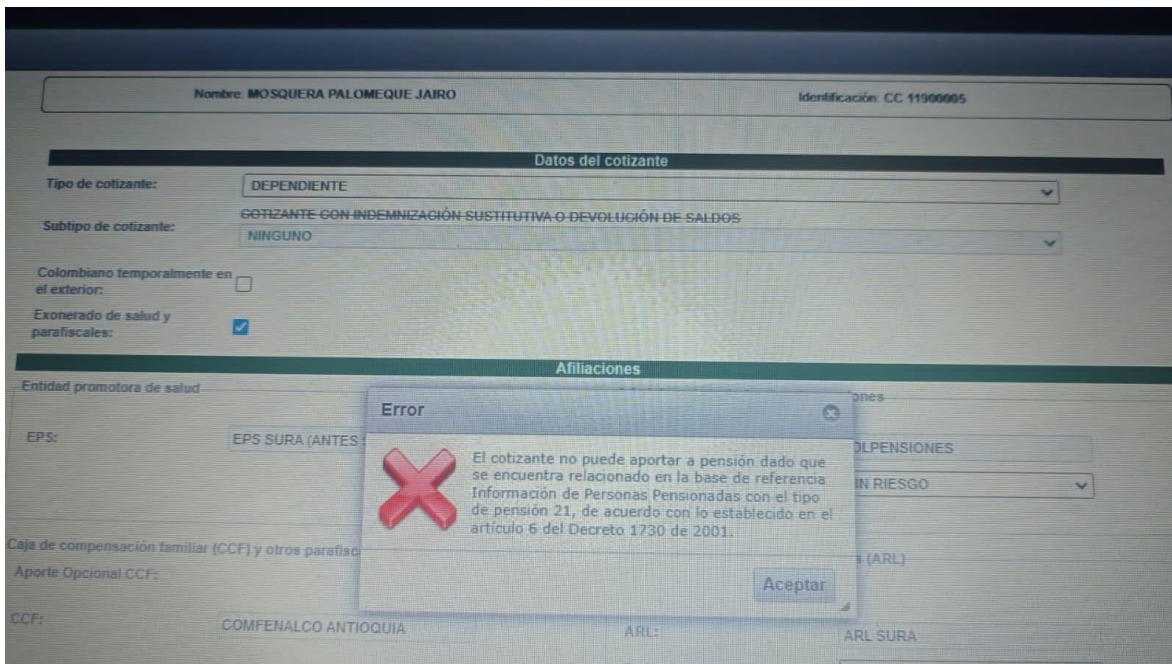 Nombre: MOSQUERA PALOMEQUE JAIRO
Identificación: CC 11900005
Datos del cotizante
Tipo de cotizante:
DEPENDIENTE
Subtipo de cotizante:
COTIZANTE CON INDEMNIZACIÓN SUSTITUTIVA O DEVOLUCIÓN DE SALDOS
NINGUNO
Colombiano temporalmente en
el exterior:
Exonerado de salud y
parafiscales:
Afiliaciones
Entidad promotora de salud
ones
EPS:
EPS SURA (ANTES
OLPENSIONES
IN RIESGO
Error
El cotizante no puede aportar a pensión dado que
se encuentra relacionado en la base de referencia
Información de Personas Pensionadas con el tipo
de pensión 21, de acuerdo con lo establecido en el
artículo 6 del Decreto 1730 de 2001.
Aceptar
Caja de compensación familiar (CCF) y otros parafisc
(ARL)
Aporte Opcional CCF:
CCF:
COMFENALCO ANTIOQUIA
ARL:
ARL SURA